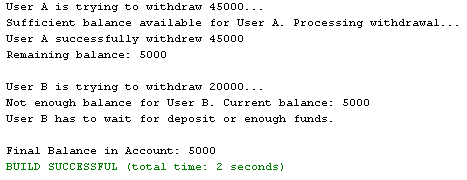 User A is trying to withdraw 45000...
Sufficient balance available for User A. Processing withdrawal...
User A successfully withdrew 45000
Remaining balance: 5000
User B is trying to withdraw 20000...
Not enough balance for User B. Current balance: 5000
User B has to wait for deposit or enough funds.
Final Balance in Account: 5000
BUILD SUCCESSFUL (total time: 2 seconds)